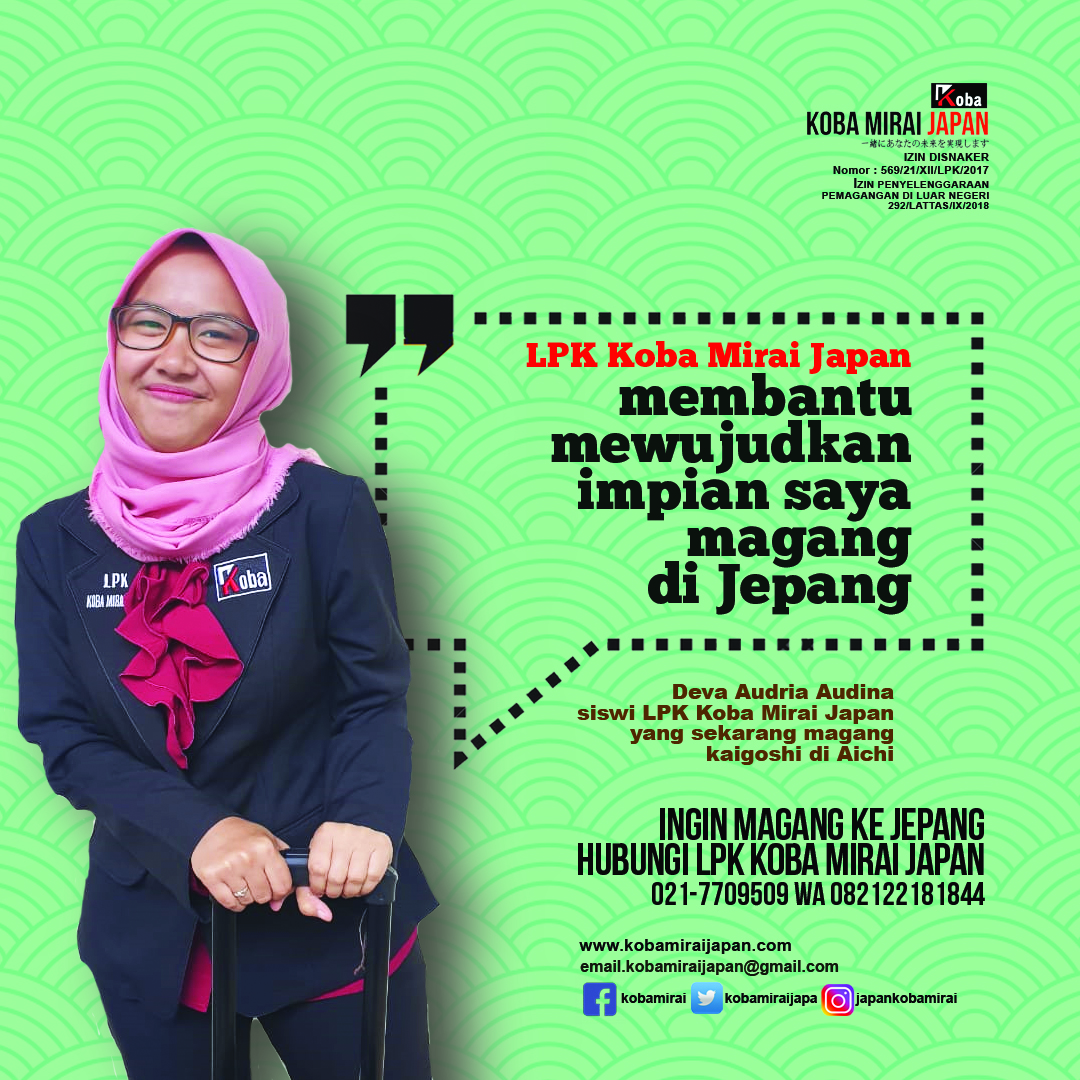 Koba
KOBA MIRAI JAPAN
一緒にあなたの未来を実現します
IZIN DISNAKER
Nomor : 569/21/XII/LPK/2017
IZIN PENYELENGGARAAN
PEMAGANGAN DI LUAR NEGERI
292/LATTAS/IX/2018
LPK Koba Mirai Japan
membantu
mewujudkan
impian saya
magang
di Jepang
LPK
KOBA MIRA
Koba
Deva Audria Audina
siswi LPK Koba Mirai Japan
yang sekarang magang
kaigoshi di Aichi
INGIN MAGANG KE JEPANG
HUBUNGI LPK KOBA MIRAI JAPAN
021-7709509 WA 082122181844
www.kobamiraijapan.com
email.kobamiraijapan@gmail.com
kobamirai kobamiraijapa japankobamirai